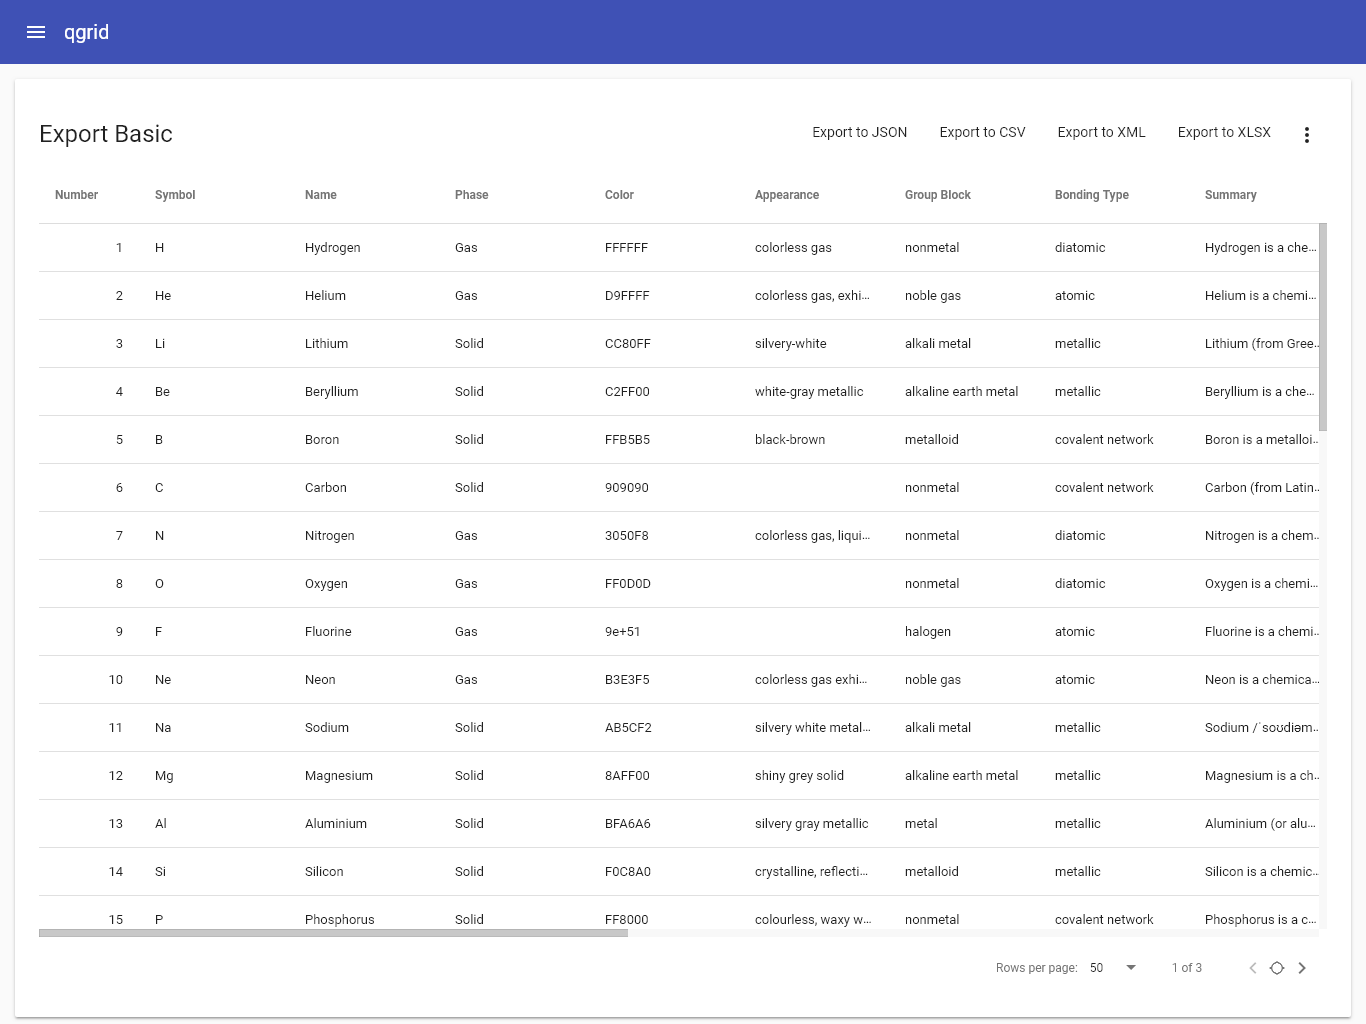 qgrid
Export Basic
Export to JSON Export to CSV Export to XML Export to XLSX
Number Symbol Name Phase Color Appearance Group Block Bonding Type Summary
1 H Hydrogen Gas FFFFFF colorless gas nonmetal diatomic Hydrogen is a che...
2 He Helium Gas D9FFFF colorless gas, exhi... noble gas atomic Helium is a chemi...
3 Li Lithium Solid CC80FF silvery-white alkali metal metallic Lithium (from Gree...
4 Be Beryllium Solid C2FF00 white-gray metallic alkaline earth metal metallic Beryllium is a che...
5 B Boron Solid FFB5B5 black-brown metalloid covalent network Boron is a metalloi...
6 C Carbon Solid 909090 nonmetal covalent network Carbon (from Latin...
7 N Nitrogen Gas 3050F8 colorless gas, liqui... nonmetal diatomic Nitrogen is a chem...
8 O Oxygen Gas FF0D0D nonmetal diatomic Oxygen is a chemi...
9 F Fluorine Gas 9e+51 halogen atomic Fluorine is a chemi...
10 Ne Neon Gas B3E3F5 colorless gas exhi... noble gas atomic Neon is a chemica...
11 Na Sodium Solid AB5CF2 silvery white metal... alkali metal metallic Sodium /ˈsoʊdiəm...
12 Mg Magnesium Solid 8AFF00 shiny grey solid alkaline earth metal metallic Magnesium is a ch...
13 Al Aluminium Solid BFA6A6 silvery gray metallic metal metallic Aluminium (or alu...
14 Si Silicon Solid F0C8A0 crystalline, reflecti... metalloid metallic Silicon is a chemic...
15 P Phosphorus Solid FF8000 colourless, waxy w... nonmetal covalent network Phosphorus is a c...
Rows per page: 50 1 of 3